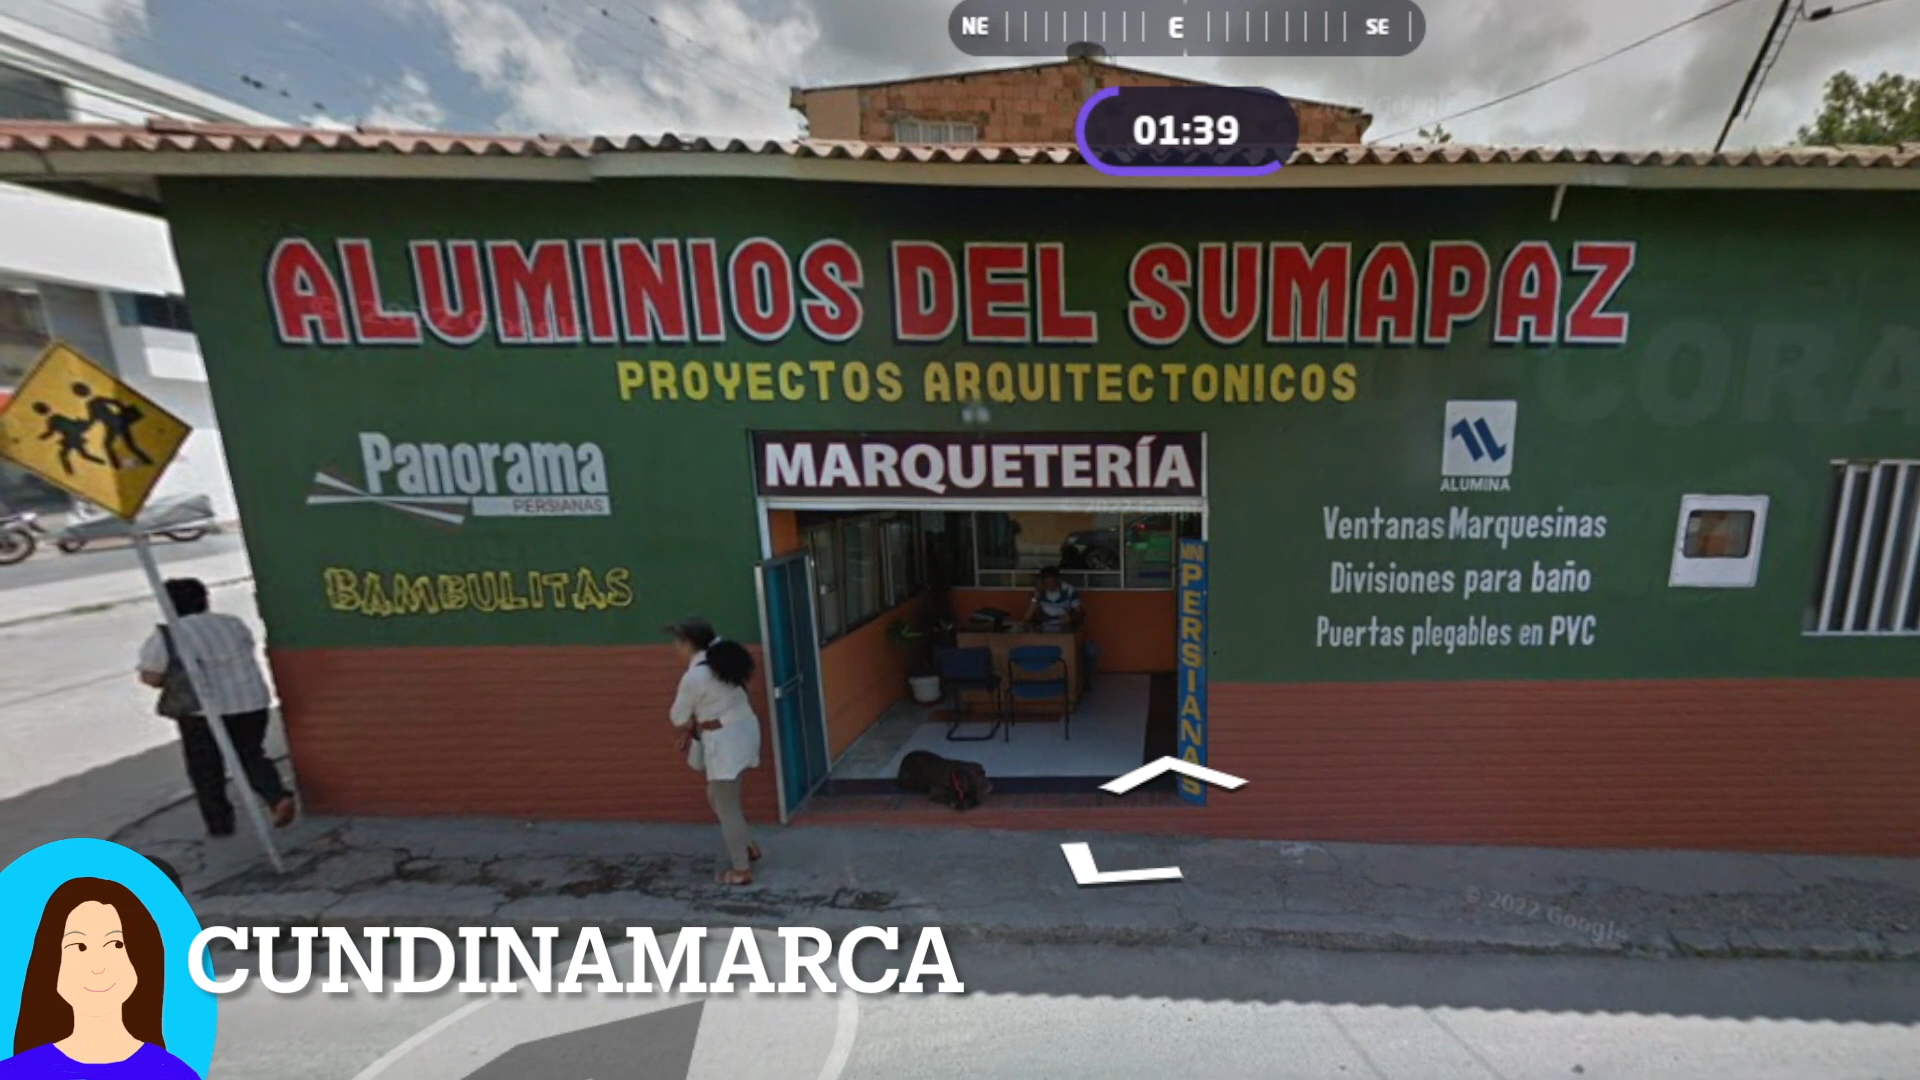 NE E SE
01:39
ALUMINIOS DEL SUMAPAZ
PROYECTOS ARQUITECTONICOS
Panorama
PERSIANAS
BAMBULITAS
MARQUETERÍA
MINI PERSIANAS
ALUMINA
Ventanas Marquesinas
Divisiones para baño
Puertas plegables en PVC
© 2022 Google
CUNDINAMARCA